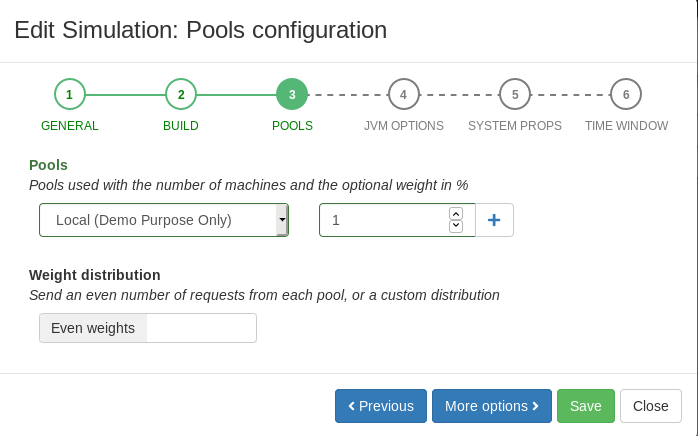 Edit Simulation: Pools configuration
1 2 3 4 5 6
GENERAL BUILD POOLS JVM OPTIONS SYSTEM PROPS TIME WINDOW
Pools
Pools used with the number of machines and the optional weight in %
Local (Demo Purpose Only) 1 +
Weight distribution
Send an even number of requests from each pool, or a custom distribution
Even weights
Previous More options Save Close